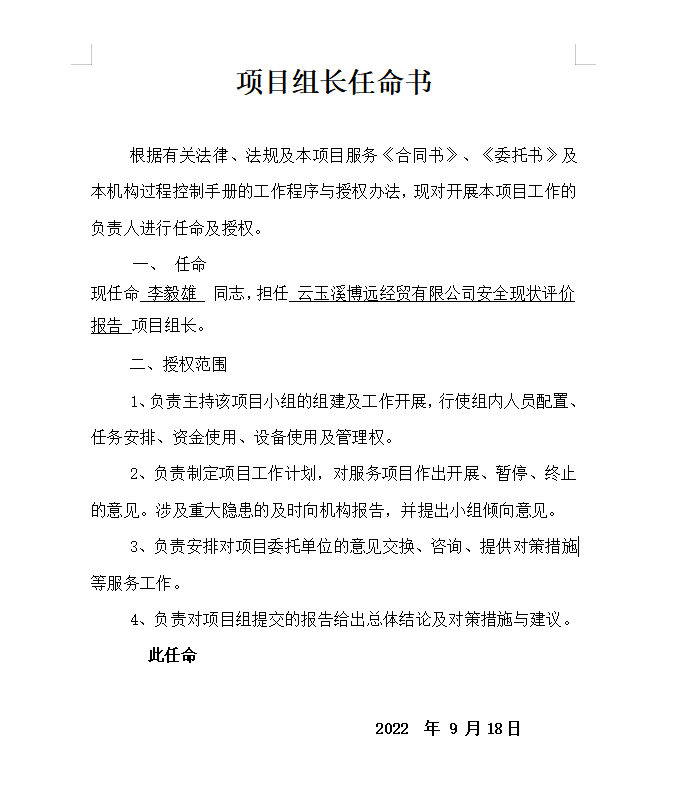 项目组长任命书
根据有关法律、法规及本项目服务《合同书》、《委托书》及
本机构过程控制手册的工作程序与授权办法，现对开展本项目工作的
负责人进行任命及授权。
一、 任命
现任命 李毅雄 同志，担任 云玉溪博远经贸有限公司安全现状评价
报告 项目组长。
二、授权范围
1、负责主持该项目小组的组建及工作开展，行使组内人员配置、
任务安排、资金使用、设备使用及管理权。
2、负责制定项目工作计划，对服务项目作出开展、暂停、终止
的意见。涉及重大隐患的及时向机构报告，并提出小组倾向意见。
3、负责安排对项目委托单位的意见交换、咨询、提供对策措施
等服务工作。
4、负责对项目组提交的报告给出总体结论及对策措施与建议。
此任命
2022 年 9 月18日